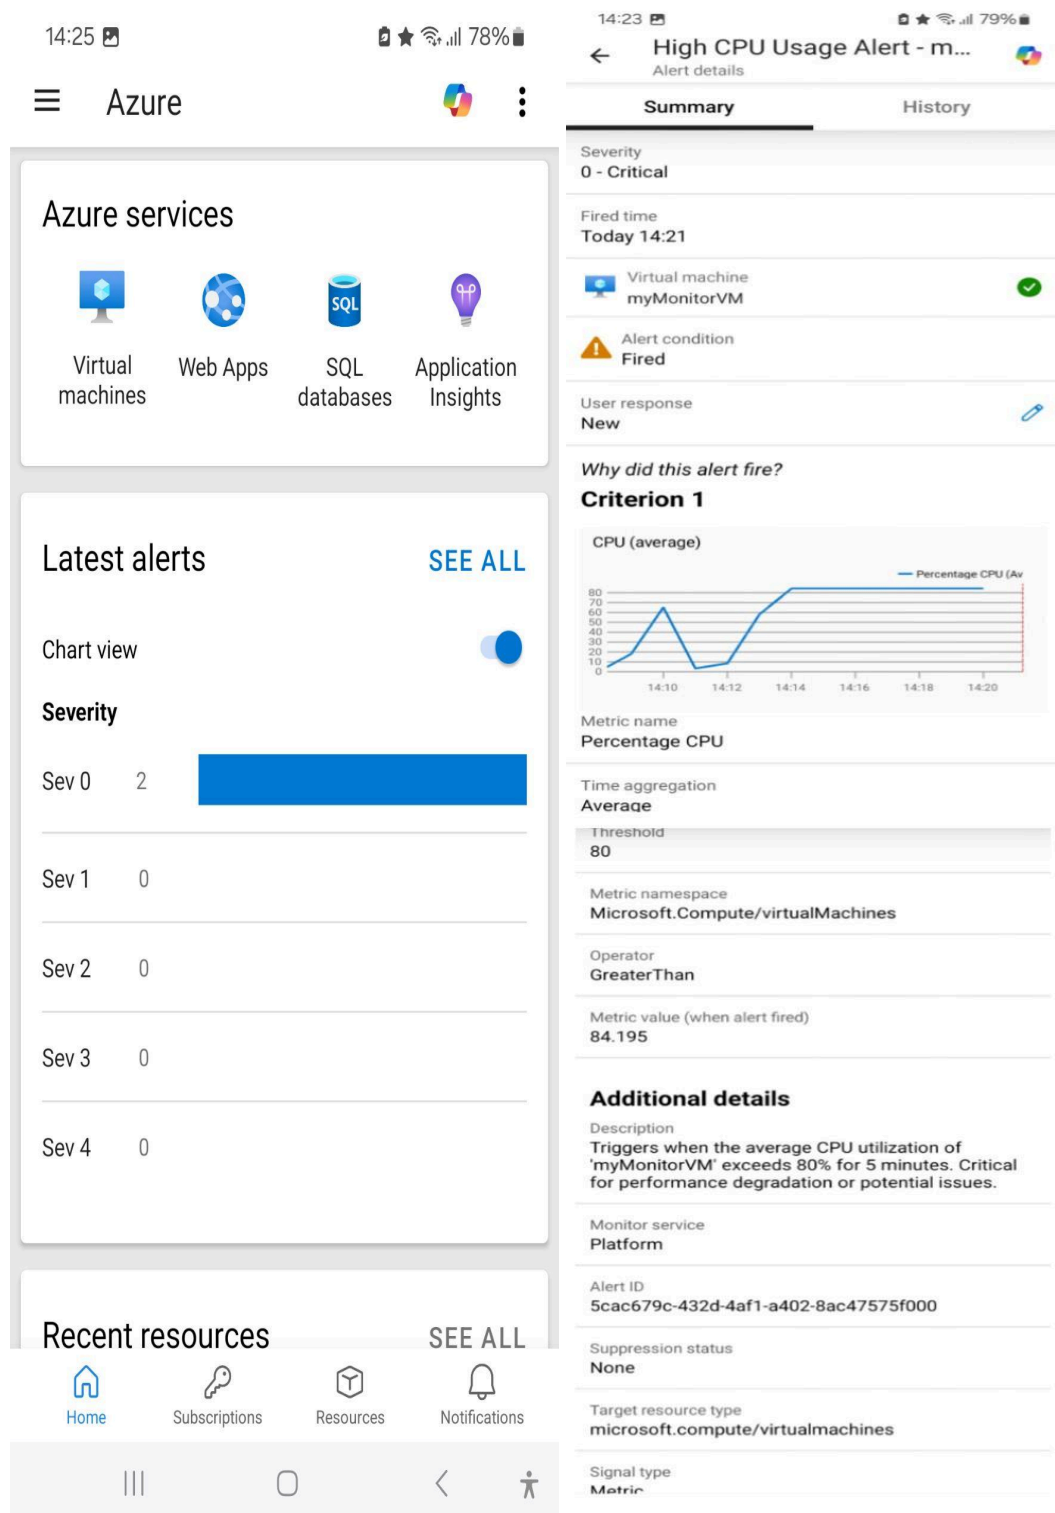 14:25 78%
Azure
Azure services
SQL
Virtual machines
Web Apps
SQL databases
Application Insights
Latest alerts SEE ALL
Chart view
Severity
Sev 0 2
Sev 1 0
Sev 2 0
Sev 3 0
Sev 4 0
Recent resources SEE ALL
Home Subscriptions Resources Notifications
14:23 79%
High CPU Usage Alert - m...
Alert details
Summary History
Severity
0 - Critical
Fired time
Today 14:21
Virtual machine
myMonitorVM
Alert condition
Fired
User response
New
Why did this alert fire?
Criterion 1
CPU (average)
Percentage CPU (Av
80
70
60
50
40
30
20
10
0
14:10 14:12 14:14 14:16 14:18 14:20
Metric name
Percentage CPU
Time aggregation
Average
Threshold
80
Metric namespace
Microsoft.Compute/virtualMachines
Operator
GreaterThan
Metric value (when alert fired)
84.195
Additional details
Description
Triggers when the average CPU utilization of
'myMonitorVM' exceeds 80% for 5 minutes. Critical
for performance degradation or potential issues.
Monitor service
Platform
Alert ID
5cac679c-432d-4af1-a402-8ac47575f000
Suppression status
None
Target resource type
microsoft.compute/virtualmachines
Signal type
Metric